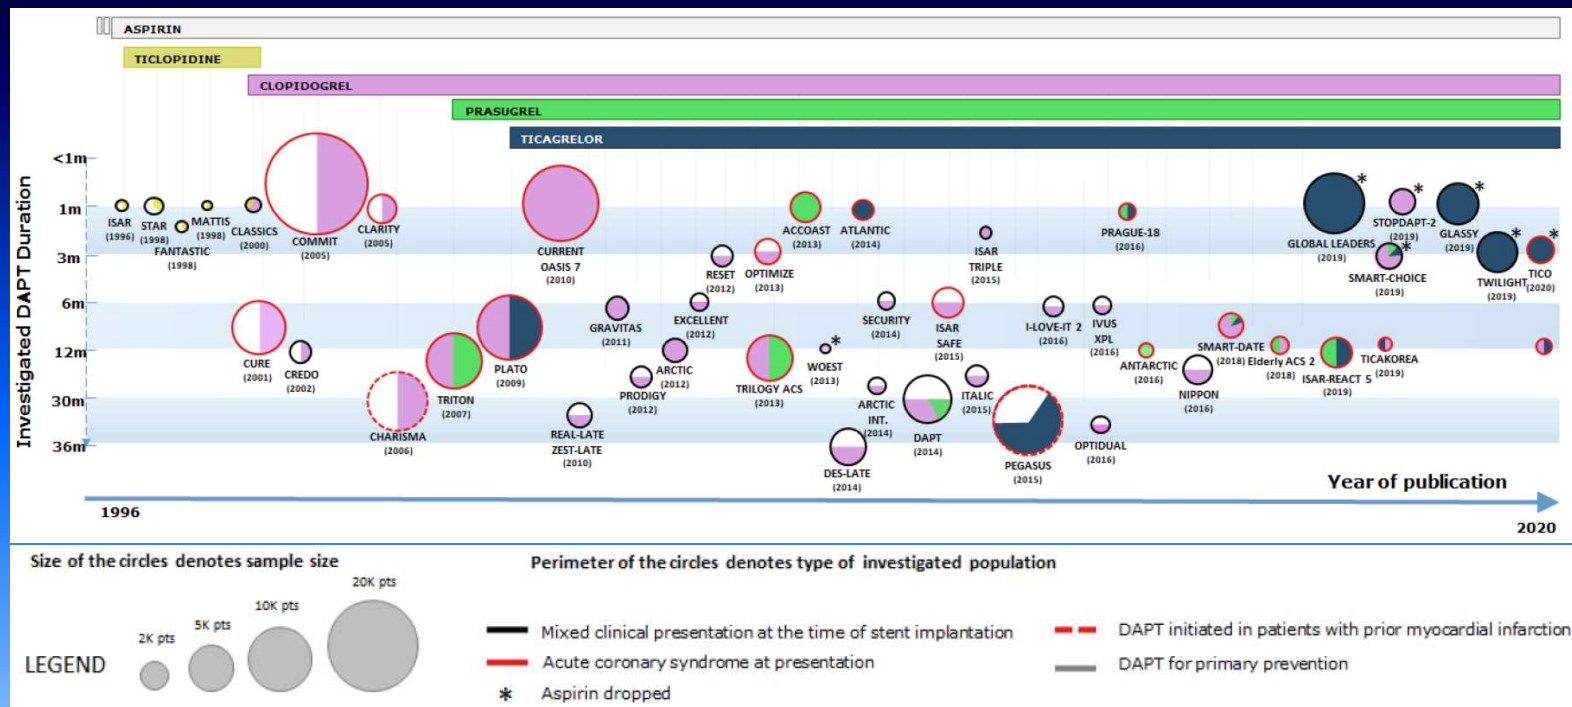 ASPIRIN
TICLOPIDINE
CLOPIDOGREL
PRASUGREL
TICAGRELOR
Investigated DAPT Duration
<1m
1m
3m
6m
12m
30m
36m
ISAR
(1996)
STAR
(1998)
FANTASTIC
(1998)
MATTIS
(1998)
CLASSICS
(2000)
COMMIT
(2005)
CLARITY
(2005)
CURRENT
OASIS 7
(2010)
RESET
(2012)
OPTIMIZE
(2013)
ACCOAST
(2013)
ATLANTIC
(2014)
ISAR
TRIPLE
(2015)
PRAGUE-18
(2016)
*
GLOBAL LEADERS
(2019)
*
STOPDAPT-2
(2019)
*
GLASSY
(2019)
*
SMART-CHOICE
(2019)
*
TWILIGHT
(2019)
*
TICO
(2020)
CURE
(2001)
CREDO
(2002)
CHARISMA
(2006)
TRITON
(2007)
PLATO
(2009)
GRAVITAS
(2011)
EXCELLENT
(2012)
ARCTIC
(2012)
PRODIGY
(2012)
REAL-LATE
ZEST-LATE
(2010)
TRILOGY ACS
(2013)
*
WOEST
(2013)
SECURITY
(2014)
ARCTIC
INT.
(2014)
DES-LATE
(2014)
DAPT
(2014)
ISAR
SAFE
(2015)
ITALIC
(2015)
PEGASUS
(2015)
I-LOVE-IT 2
(2016)
IVUS
XPL
(2016)
OPTIDUAL
(2016)
ANTARCTIC
(2016)
NIPPON
(2016)
SMART-DATE
(2018)
Elderly ACS 2
(2018)
ISAR-REACT 5
(2019)
TICAKOREA
(2019)
Year of publication
1996
2020
Size of the circles denotes sample size
Perimeter of the circles denotes type of investigated population
LEGEND
2K pts
5K pts
10K pts
20K pts
Mixed clinical presentation at the time of stent implantation
Acute coronary syndrome at presentation
* Aspirin dropped
DAPT initiated in patients with prior myocardial infarction
DAPT for primary prevention